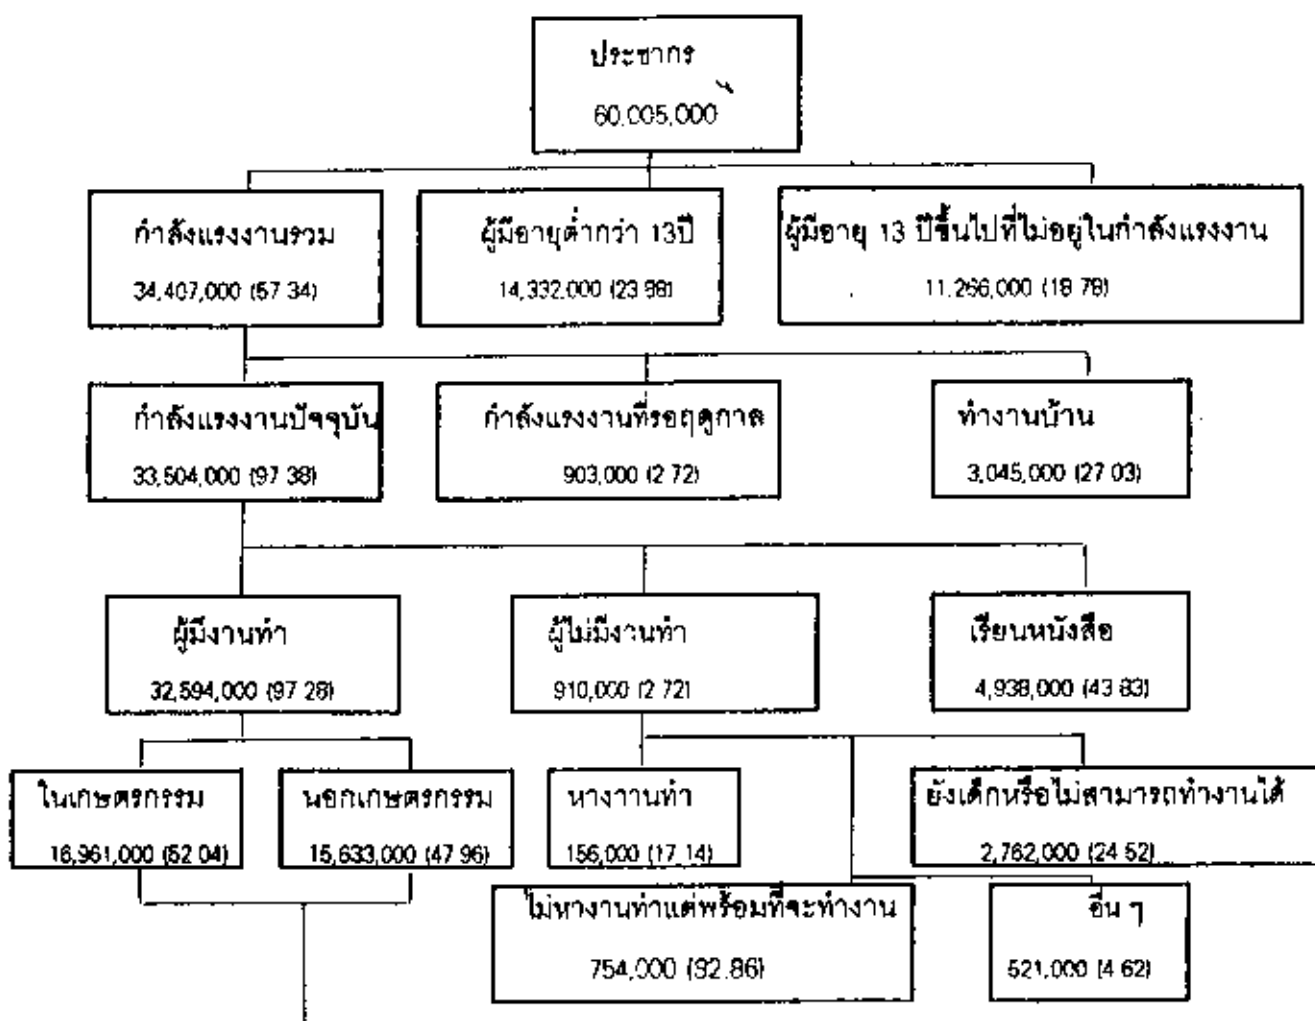 ประชากร
60,005,000
กำลังแรงงานรวม
34,407,000 (57.34)
ผู้มีอายุต่ำกว่า 13ปี
14,332,000 (23.88)
ผู้มีอายุ 13 ปีขึ้นไปที่ไม่อยู่ในกำลังแรงงาน
11,266,000 (18.78)
กำลังแรงงานปัจจุบัน
33,504,000 (97.38)
กำลังแรงงานที่รอฤดูกาล
903,000 (2.72)
ทำงานบ้าน
3,045,000 (27.03)
ผู้มีงานทำ
32,594,000 (97.28)
ผู้ไม่มีงานทำ
910,000 (2.72)
เรียนหนังสือ
4,938,000 (43.83)
ในเกษตรกรรม
16,961,000 (52.04)
นอกเกษตรกรรม
15,633,000 (47.96)
หางาานทำ
156,000 (17.14)
ยังเด็กหรือไม่สามารถทำงานได้
2,762,000 (24.52)
ไม่หางานทำแต่พร้อมที่จะทำงาน
754,000 (92.86)
อื่น ๆ
521,000 (4.62)